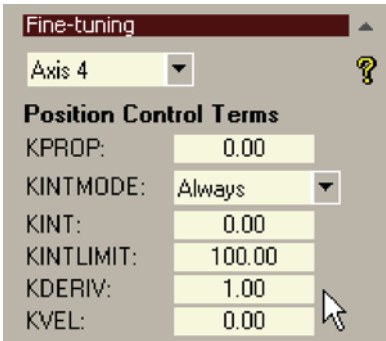 Fine-tuning
Axis 4
?
Position Control Terms
KPROP: 0.00
KINTMODE: Always
KINT: 0.00
KINTLIMIT: 100.00
KDERIV: 1.00
KVEL: 0.00